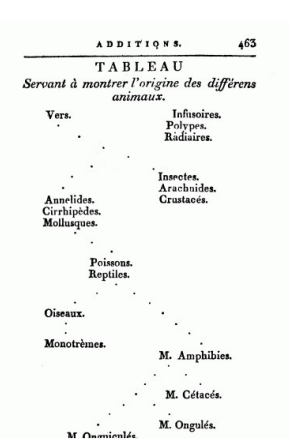 ADDITIONS. 463
TABLEAU
Servant à montrer l'origine des différens
animaux.
Vers. Infusoires.
Polypes.
Radiaires.
Insectes.
Arachnides.
Annelides. Crustacés.
Cirrhipèdes.
Mollusques.
Poissons.
Reptiles.
Oiseaux.
Monotrèmes.
M. Amphibies.
M. Cétacés.
M. Ongulés.
M. Onguiculés.